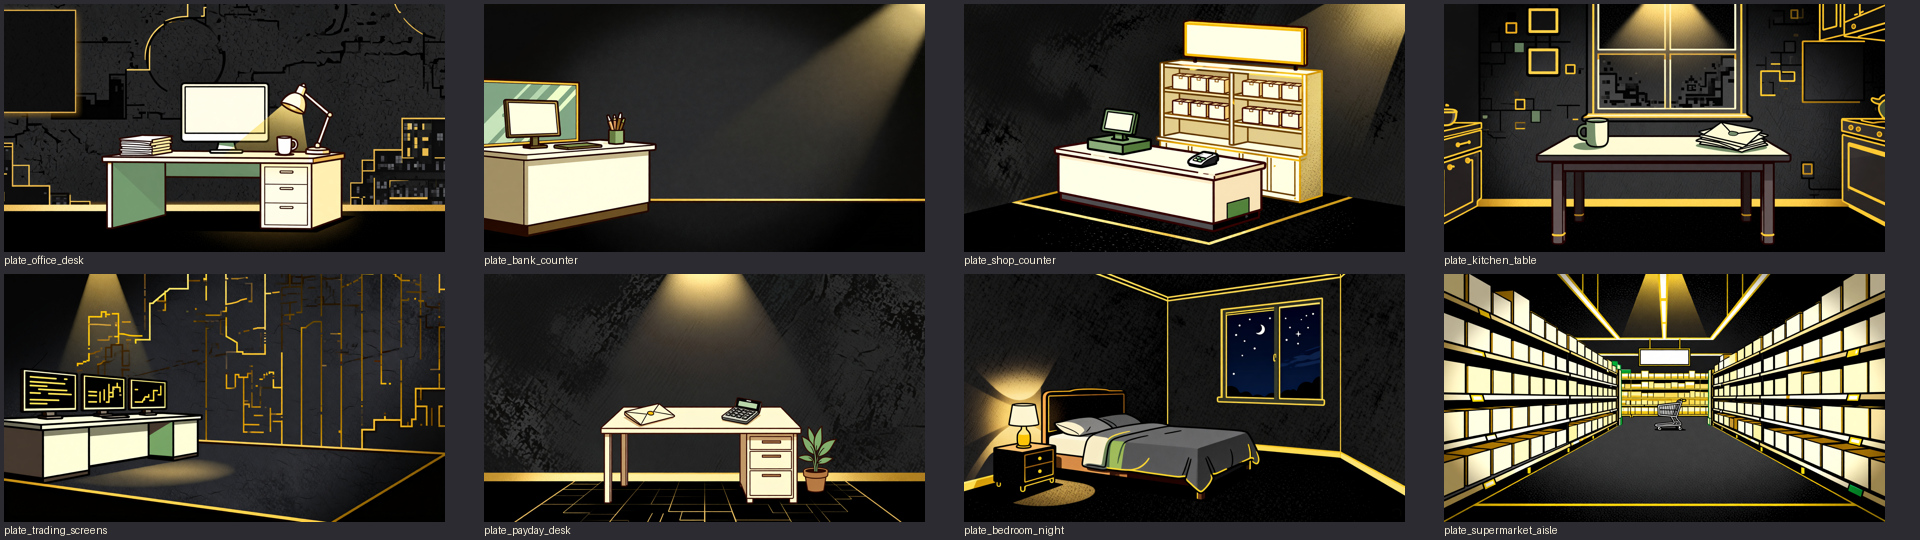 plate_office_desk
plate_bank_counter
plate_shop_counter
plate_kitchen_table
plate_trading_screens
plate_payday_desk
plate_bedroom_night
plate_supermarket_aisle